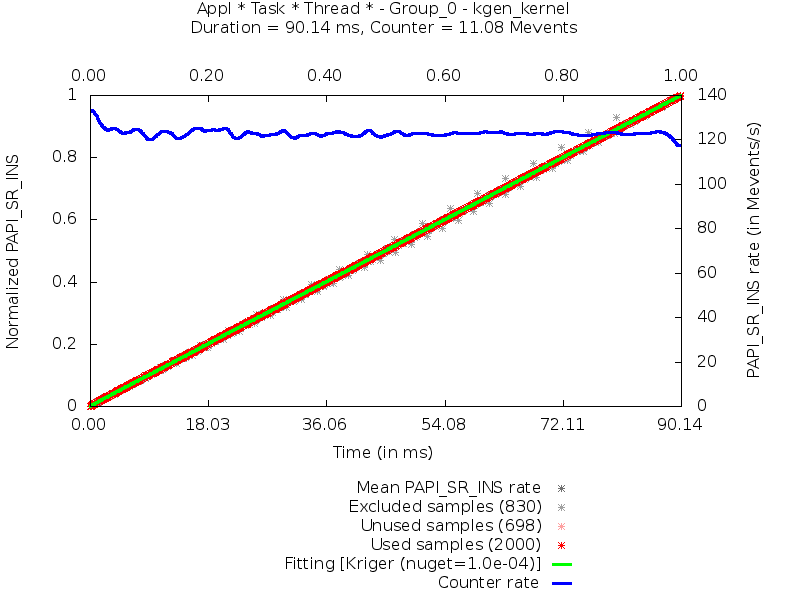 Appl * Task * Thread * - Group_0 - kgen_kernel
Duration = 90.14 ms, Counter = 11.08 Mevents
0.00 0.20 0.40 0.60 0.80 1.00
1 140
120
0.8
100
0.6
80
60
0.4
40
0.2
20
0 0
Normalized PAPI_SR_INS
PAPI_SR_INS rate (in Mevents/s)
0.00 18.03 36.06 54.08 72.11 90.14
Time (in ms)
Mean PAPI_SR_INS rate
Excluded samples (830)
Unused samples (698)
Used samples (2000)
Fitting [Kriger (nuget=1.0e-04)]
Counter rate